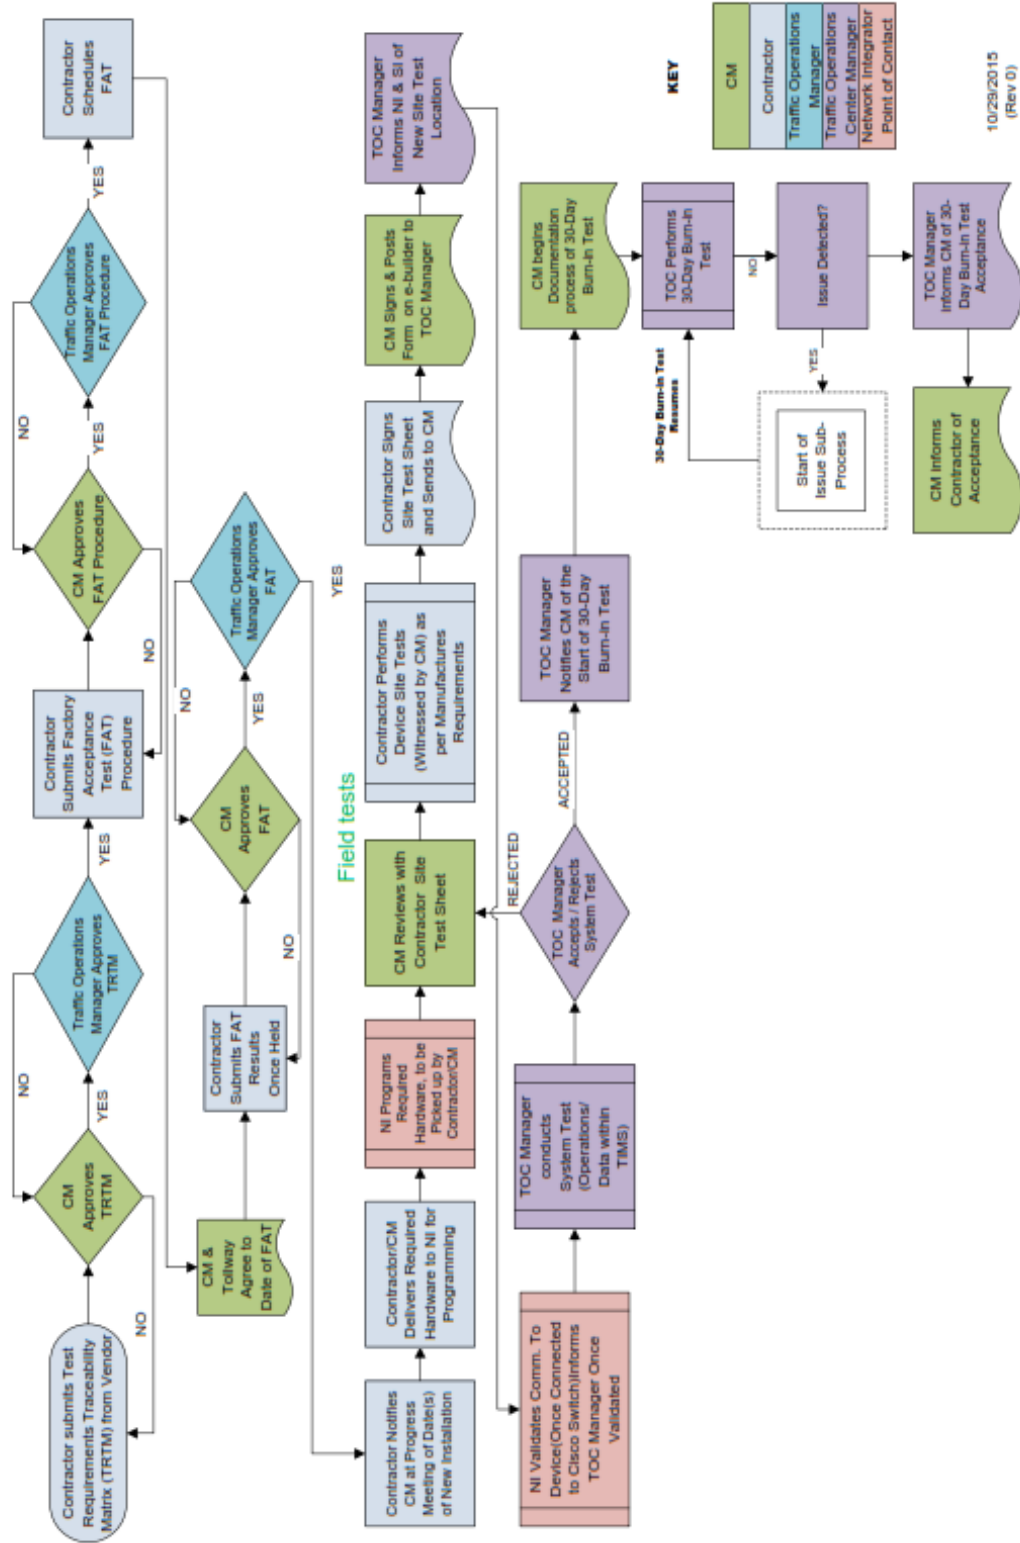 Contractor submits Test
Requirements Traceability
Matrix (TRTM) from Vendor
NO
CM
Approves
TRTM
YES
NO
Traffic Operations
Manager Approves
TRTM
YES
Contractor
Submits Factory
Acceptance
Test (FAT)
Procedure
NO
CM Approves
FAT Procedure
YES
NO
Traffic Operations
Manager Approves
FAT Procedure
YES
Contractor
Schedules
FAT
CM &
Tollway
Agree to
Date of FAT
Contractor
Submits FAT
Results
Once Held
NO
CM
Approves
FAT
YES
NO
Traffic Operations
Manager Approves
FAT
YES
Field tests
Contractor Notifies
CM at Progress
Meeting of Date(s)
of New Installation
Contractor/CM
Delivers Required
Hardware to NI for
Programming
NI Programs
Required
Hardware, to be
Picked up by
Contractor/CM
CM Reviews with
Contractor Site
Test Sheet
Contractor Performs
Device Site Tests
(Witnessed by CM) as
per Manufactures
Requirements
Contractor Signs
Site Test Sheet
and Sends to CM
CM Signs & Posts
Form on e-builder to
TOC Manager
TOC Manager
Informs NI & SI of
New Site Test
Location
NI Validates Comm. To
Device(Once Connected
to Cisco Switch)Informs
TOC Manager Once
Validated
TOC Manager
conducts
System Test
(Operations/
Data within
TIMS)
TOC Manager
Accepts / Rejects
System Test
REJECTED
ACCEPTED
TOC Manager
Notifies CM of the
Start of 30-Day
Burn-In Test
CM begins
Documentation
process of 30-Day
Burn-in Test
TOC Performs
30-Day Burn-In
Test
NO
30-Day Burn-in Test
Resumes
Issue Detected?
YES
Start of
Issue Sub-
Process
TOC Manager
informs CM of 30-
Day Burn-in Test
Acceptance
CM informs
Contractor of
Acceptance
KEY
CM
Contractor
Traffic Operations
Manager
Traffic Operations
Center Manager
Network Integrator
Point of Contact
10/29/2015
(Rev 0)